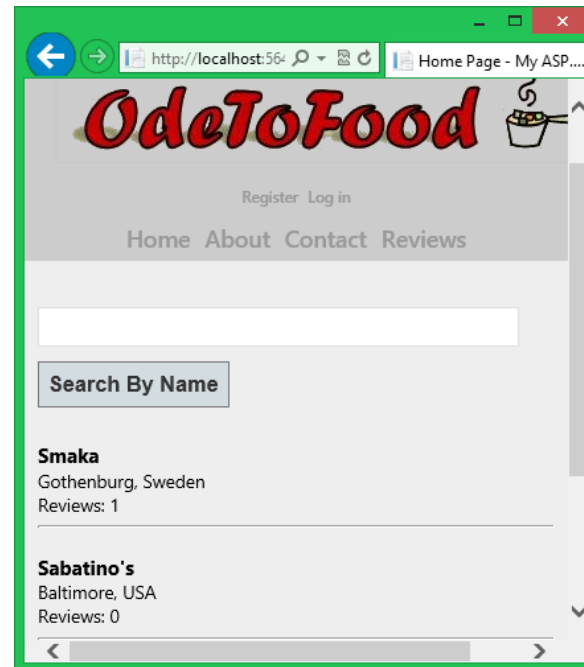 http://localhost:564
Home Page - My ASP....
OdeToFood
Register Log in
Home About Contact Reviews
Search By Name
Smaka
Gothenburg, Sweden
Reviews: 1
Sabatino's
Baltimore, USA
Reviews: 0